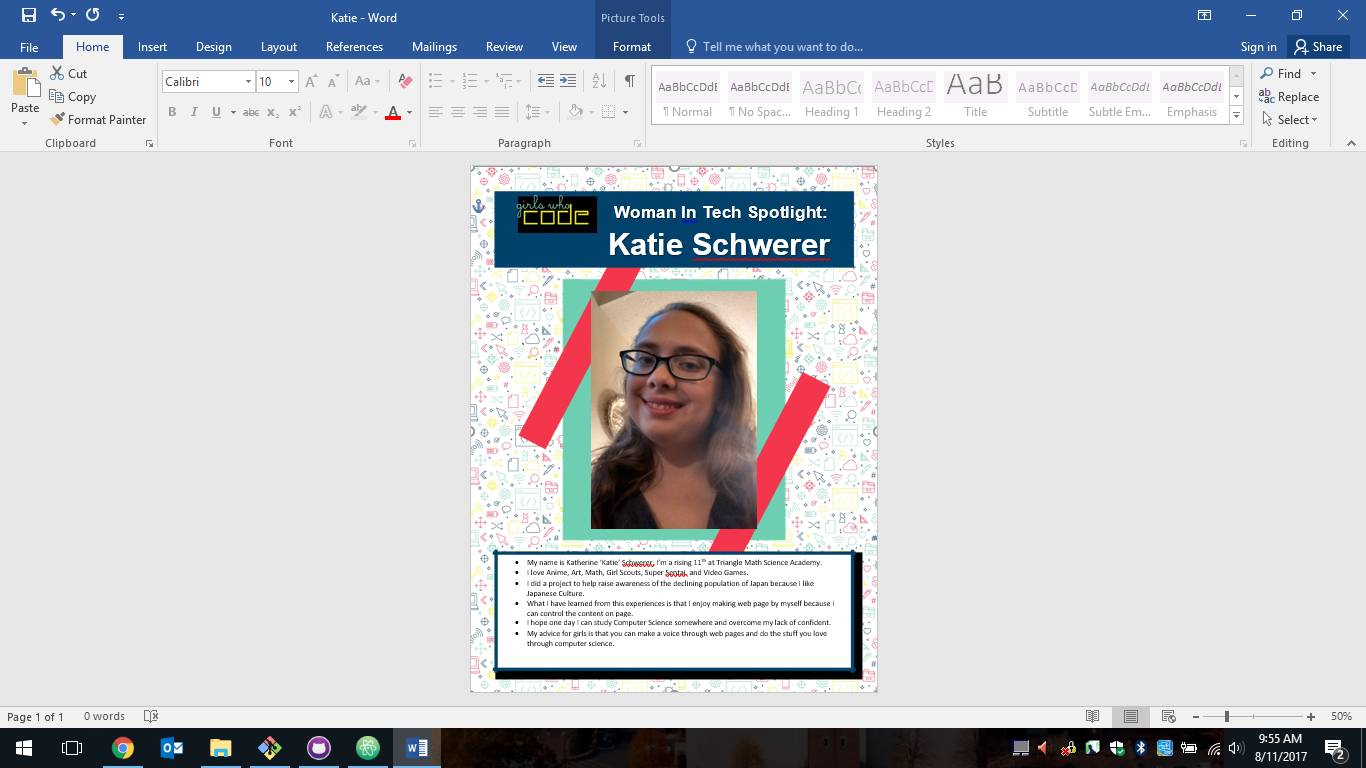 Katie - Word
Picture Tools
File Home Insert Design Layout References Mailings Review View Format Tell me what you want to do... Sign in Share
Paste
Cut
Copy
Format Painter
Clipboard
Calibri 10
Aa
B I U abc x₂ x² A A
Font
Paragraph
AaBbCcDdE AaBbCcDdE AaBbCc AaBbCcD AaB AaBbCcD AaBbCcDdE AaBbCcDdE
¶ Normal ¶ No Spac... Heading 1 Heading 2 Title Subtitle Subtle Em... Emphasis
Styles
Find
Replace
Select
Editing
girls who
code
Woman In Tech Spotlight:
Katie Schwerer
• My name is Katherine 'Katie' Schwerer, I'm a rising 11th at Triangle Math Science Academy.
• I love Anime, Art, Math, Girl Scouts, Super Sentai, and Video Games.
• I did a project to help raise awareness of the declining population of Japan because I like
Japanese Culture.
• What I have learned from this experiences is that I enjoy making web page by myself because I
can control the content on page.
• I hope one day I can study Computer Science somewhere and overcome my lack of confident.
• My advice for girls is that you can make a voice through web pages and do the stuff you love
through computer science.
Page 1 of 1 0 words 50%
9:55 AM
8/11/2017
2